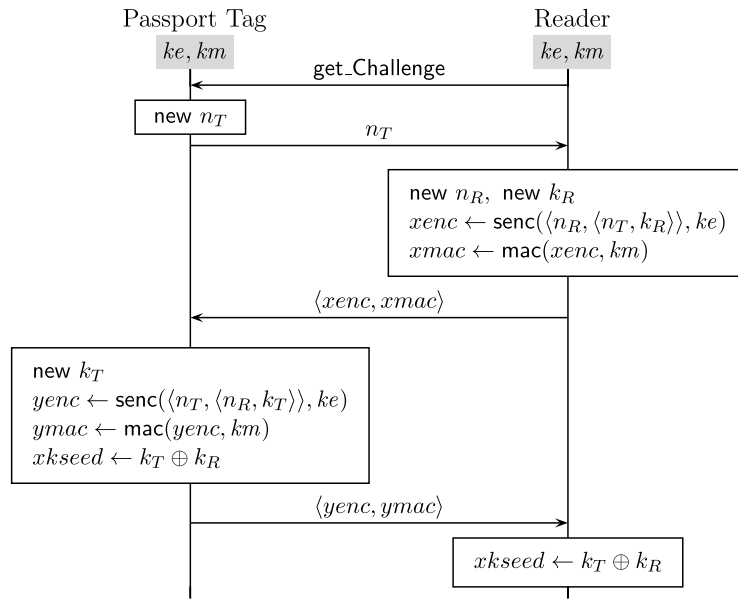 Passport Tag
Reader
ke, km
ke, km
get_Challenge
new n_T
n_T
new n_R, new k_R
xenc ← senc(⟨n_R, ⟨n_T, k_R⟩⟩, ke)
xmac ← mac(xenc, km)
⟨xenc, xmac⟩
new k_T
yenc ← senc(⟨n_T, ⟨n_R, k_T⟩⟩, ke)
ymac ← mac(yenc, km)
xkseed ← k_T ⊕ k_R
⟨yenc, ymac⟩
xkseed ← k_T ⊕ k_R